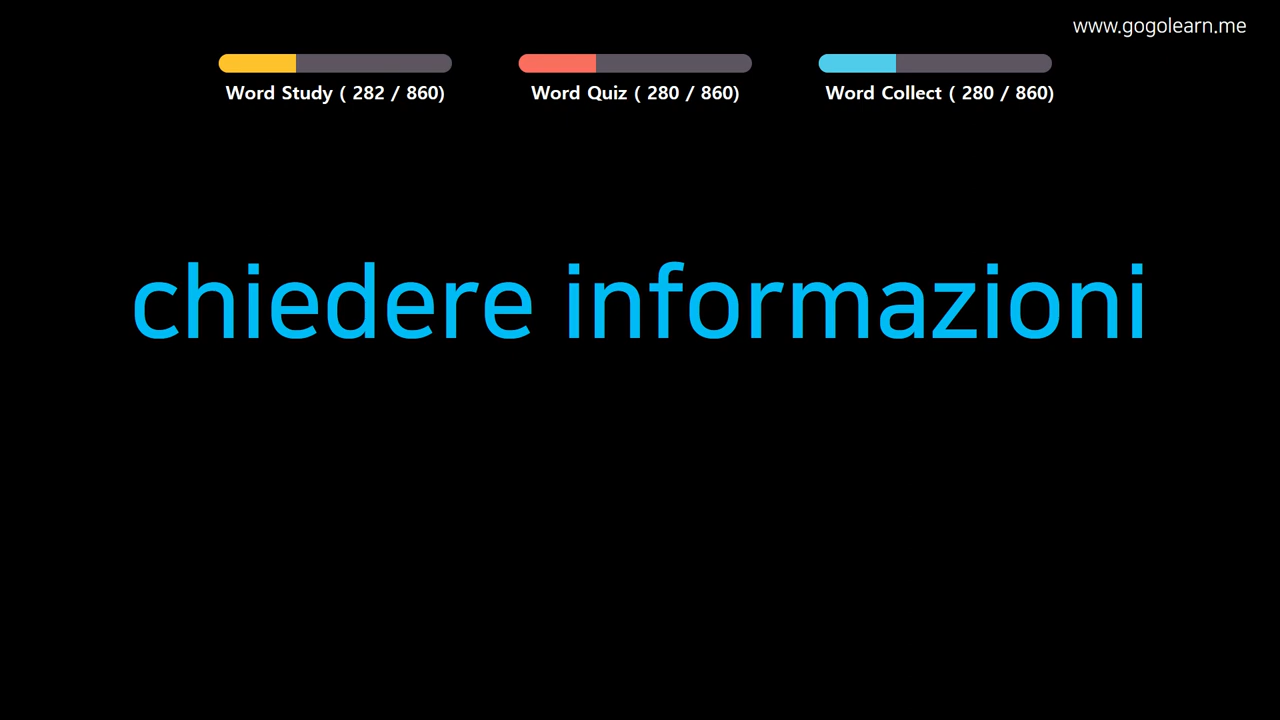 www.gogolearn.me
Word Study ( 282 / 860)
Word Quiz ( 280 / 860)
Word Collect ( 280 / 860)
chiedere informazioni